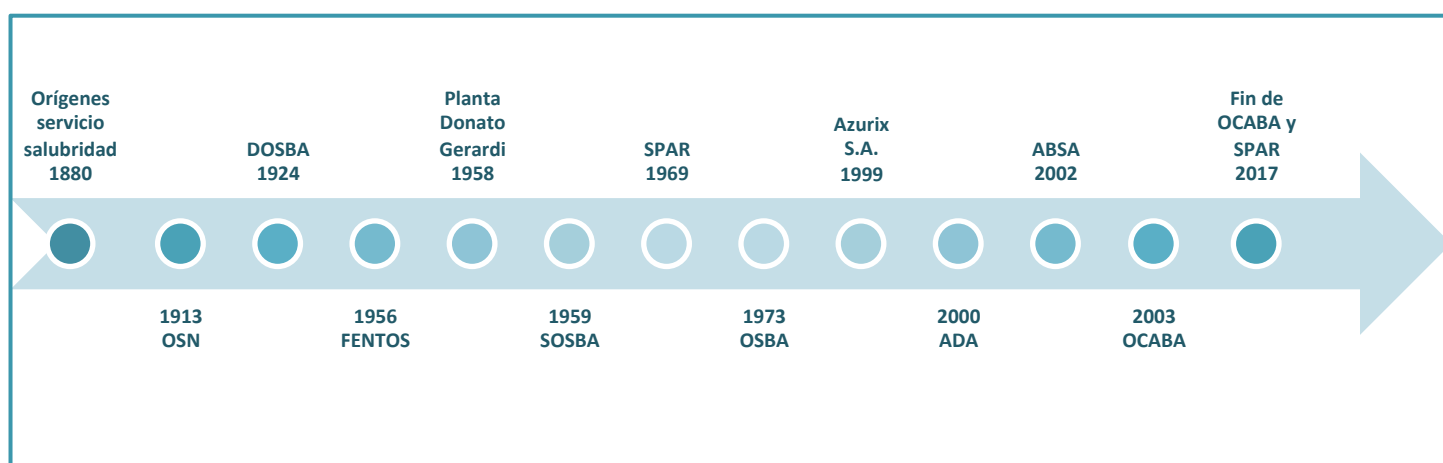 Orígenes
servicio
salubridad
1880
1913
OSN
DOSBA
1924
1956
FENTOS
Planta
Donato
Gerardi
1958
1959
SOSBA
SPAR
1969
1973
OSBA
Azurix
S.A.
1999
2000
ADA
ABSA
2002
2003
OCABA
Fin de
OCABA y
SPAR
2017